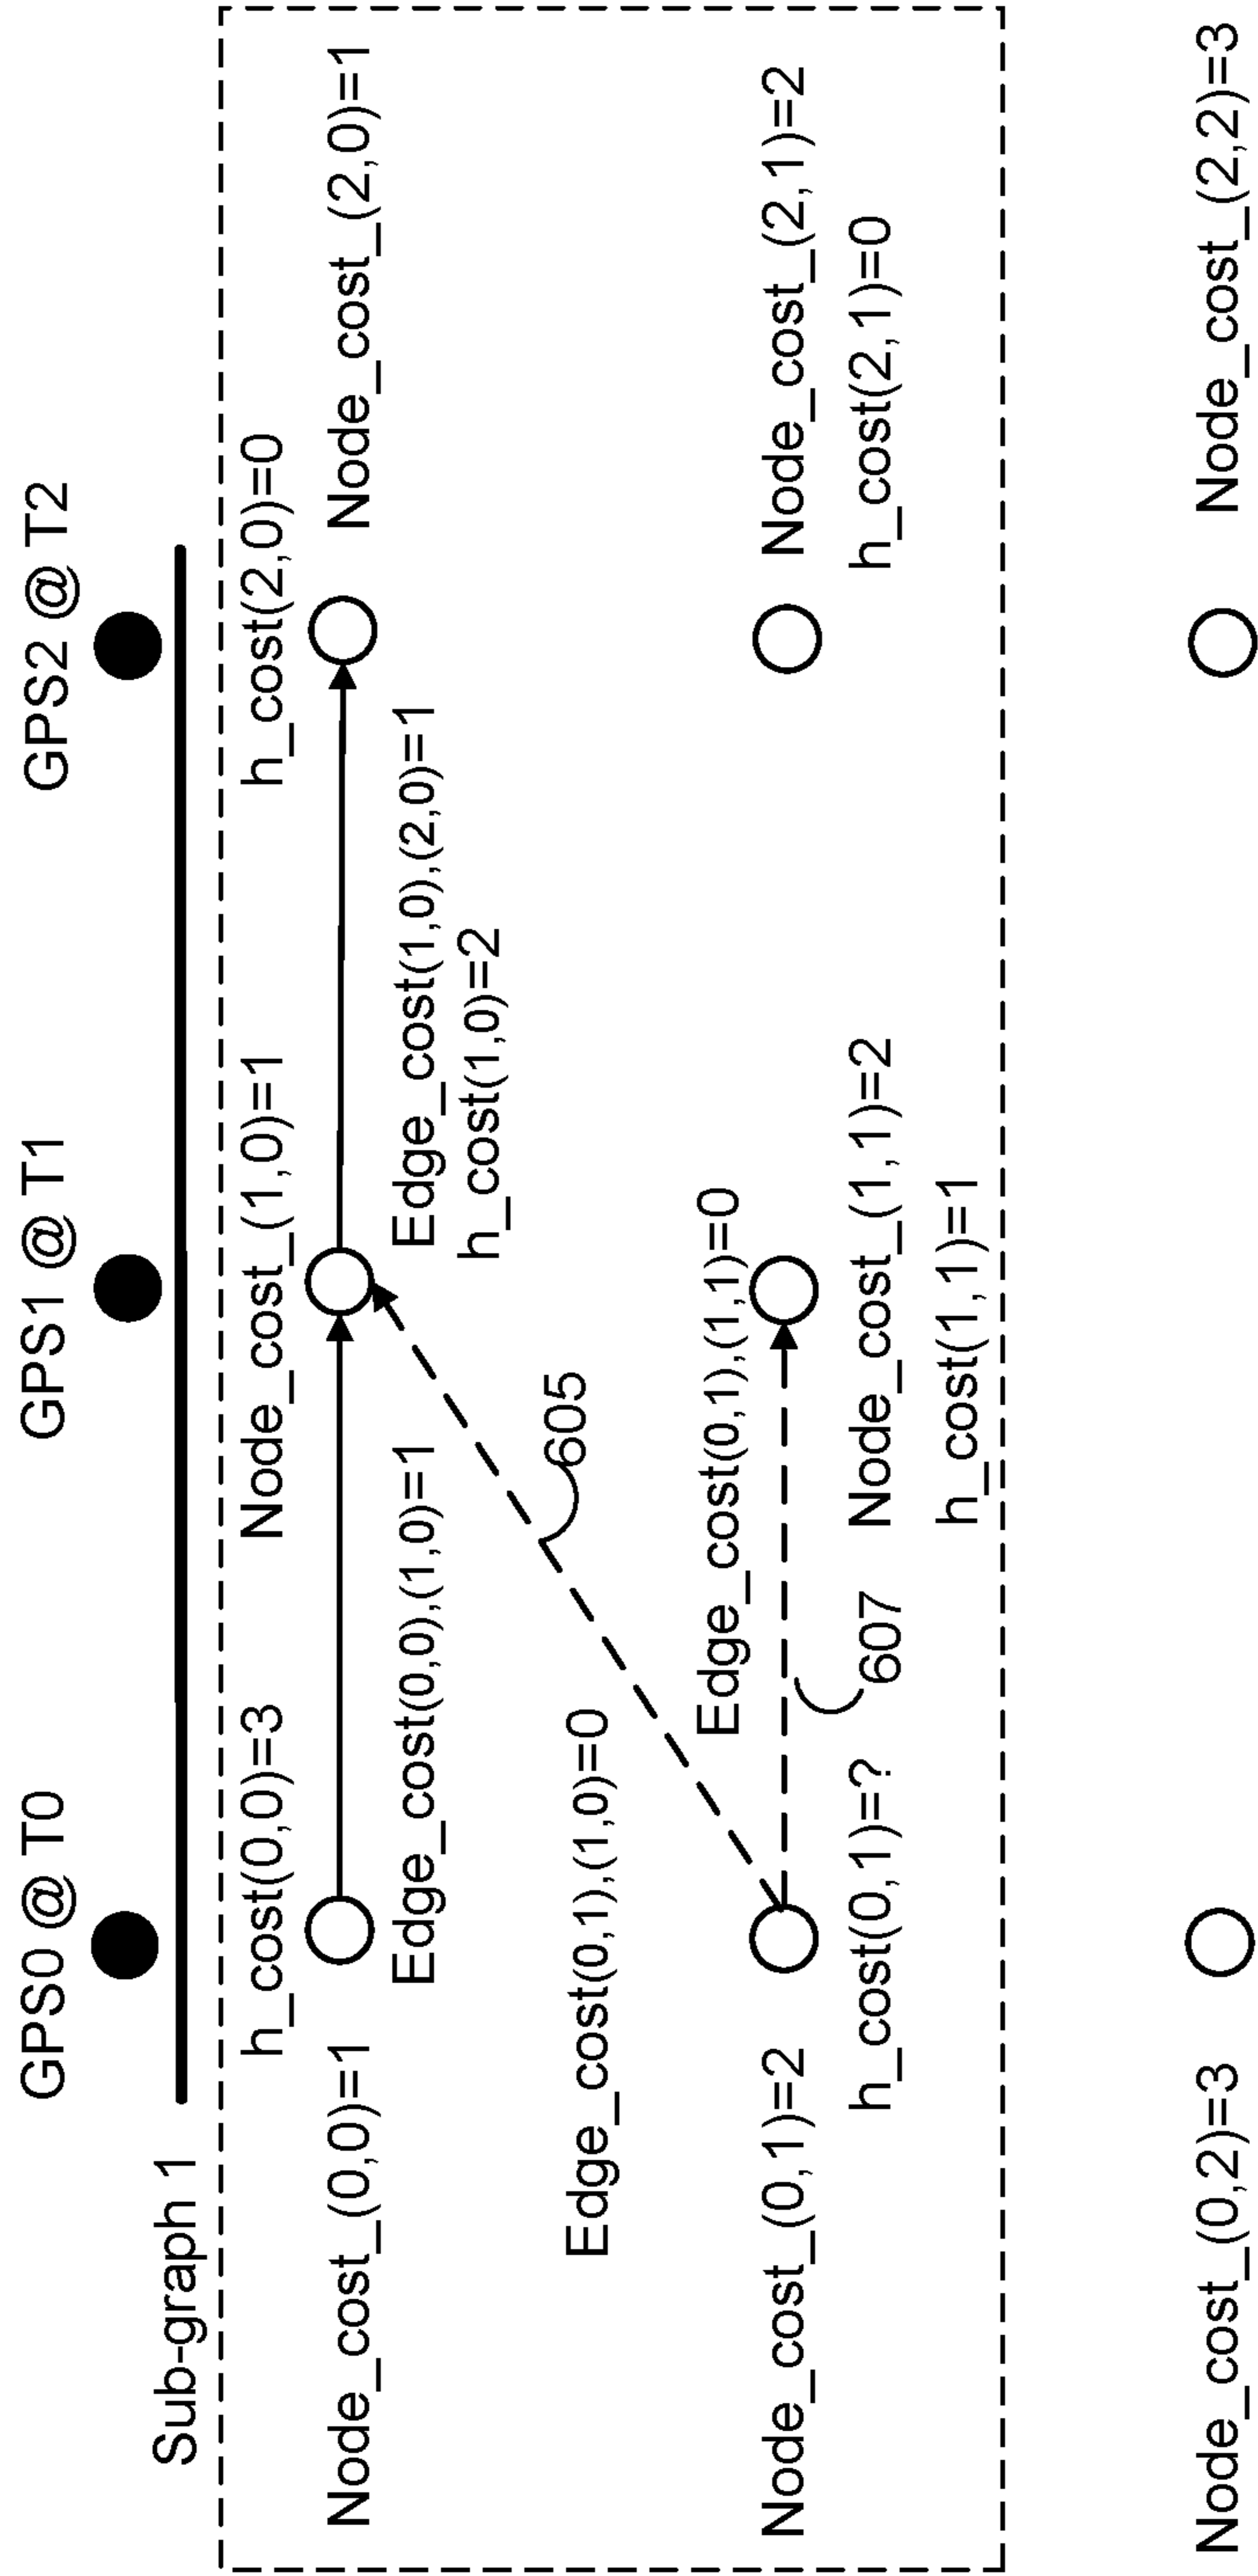 GPS0 @ T0
GPS1 @ T1
GPS2 @ T2
Sub-graph 1
h_cost(0,0)=3
Node_cost_(1,0)=1
h_cost(2,0)=0
Node_cost_(0,0)=1
Node_cost_(2,0)=1
Edge_cost(0,0),(1,0)=1
Edge_cost(1,0),(2,0)=1
h_cost(1,0)=2
Edge_cost(0,1),(1,0)=0
605
Edge_cost(0,1),(1,1)=0
Node_cost_(0,1)=2
Node_cost_(2,1)=2
h_cost(0,1)=?
607
Node_cost_(1,1)=2
h_cost(2,1)=0
h_cost(1,1)=1
Node_cost_(0,2)=3
Node_cost_(2,2)=3